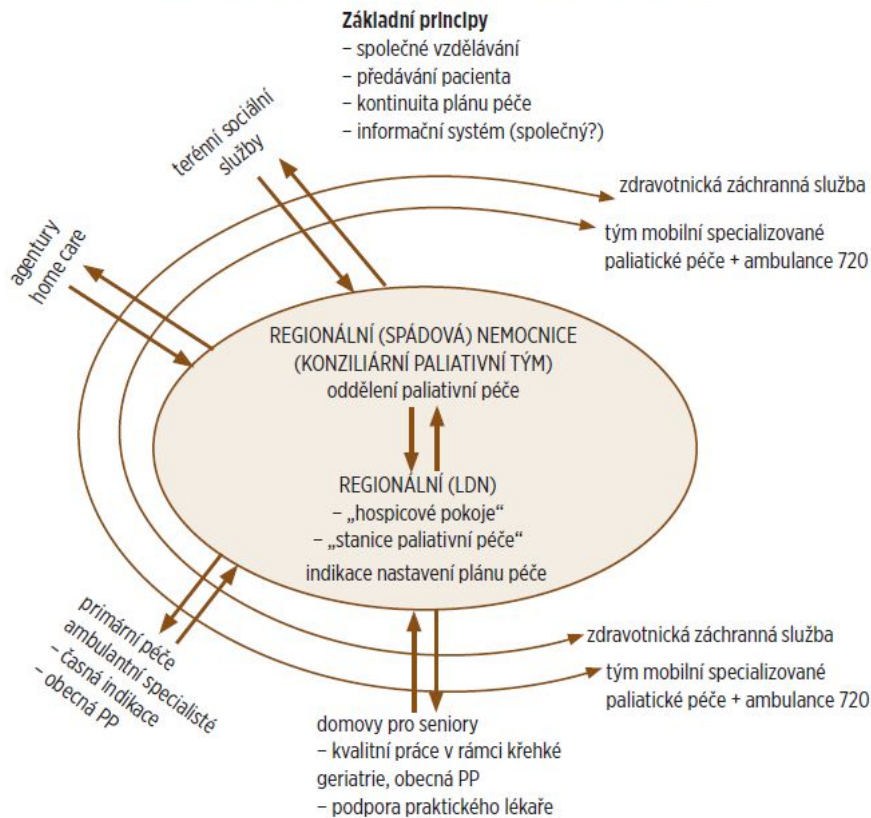 Základní principy
– společné vzdělávání
– předávání pacienta
– kontinuita plánu péče
– informační systém (společný?)
terénní sociální
služby
zdravotnická záchranná služba
tým mobilní specializované
paliatické péče + ambulance 720
agentury
home care
REGIONÁLNÍ (SPÁDOVÁ) NEMOCNICE
(KONZILIÁRNÍ PALIATIVNÍ TÝM)
oddělení paliativní péče
REGIONÁLNÍ (LDN)
– „hospicové pokoje“
– „stanice paliativní péče“
indikace nastavení plánu péče
primární péče
ambulantní specialisté
– časná indikace
– obecná PP
zdravotnická záchranná služba
tým mobilní specializované
paliatické péče + ambulance 720
domovy pro seniory
– kvalitní práce v rámci křehké
geriatrie, obecná PP
– podpora praktického lékaře